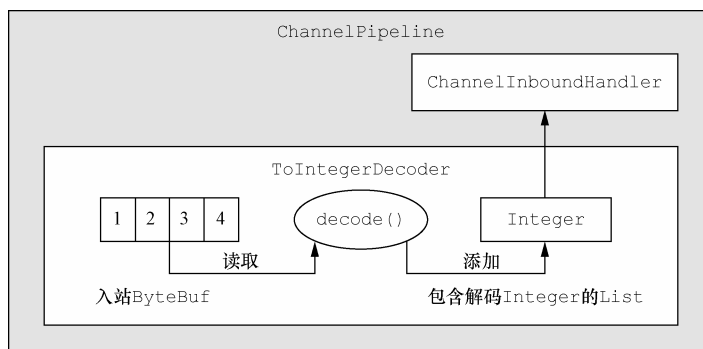 ChannelPipeline
ChannelInboundHandler
ToIntegerDecoder
1 2 3 4
decode()
Integer
读取
添加
入站ByteBuf
包含解码Integer的List